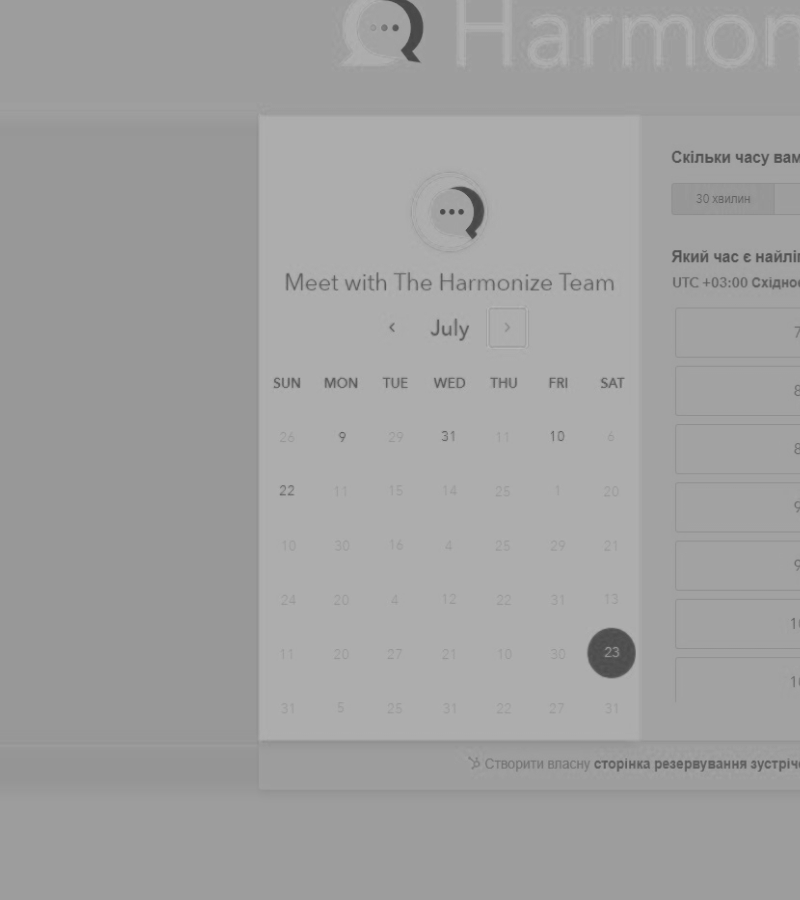 Harmon
Meet with The Harmonize Team
‹ July ›
SUN MON TUE WED THU FRI SAT
26 9 29 31 11 10 6
22 11 15 14 25 1 20
10 30 16 4 25 29 21
24 20 4 12 22 31 13
11 20 27 21 10 30 23
31 5 25 31 22 27 31
Скільки часу вам
30 хвилин
Який час є найлі
UTC +03:00 Східно
7
8
8
9
9
10
10
Створити власну сторінка резервування зустріч